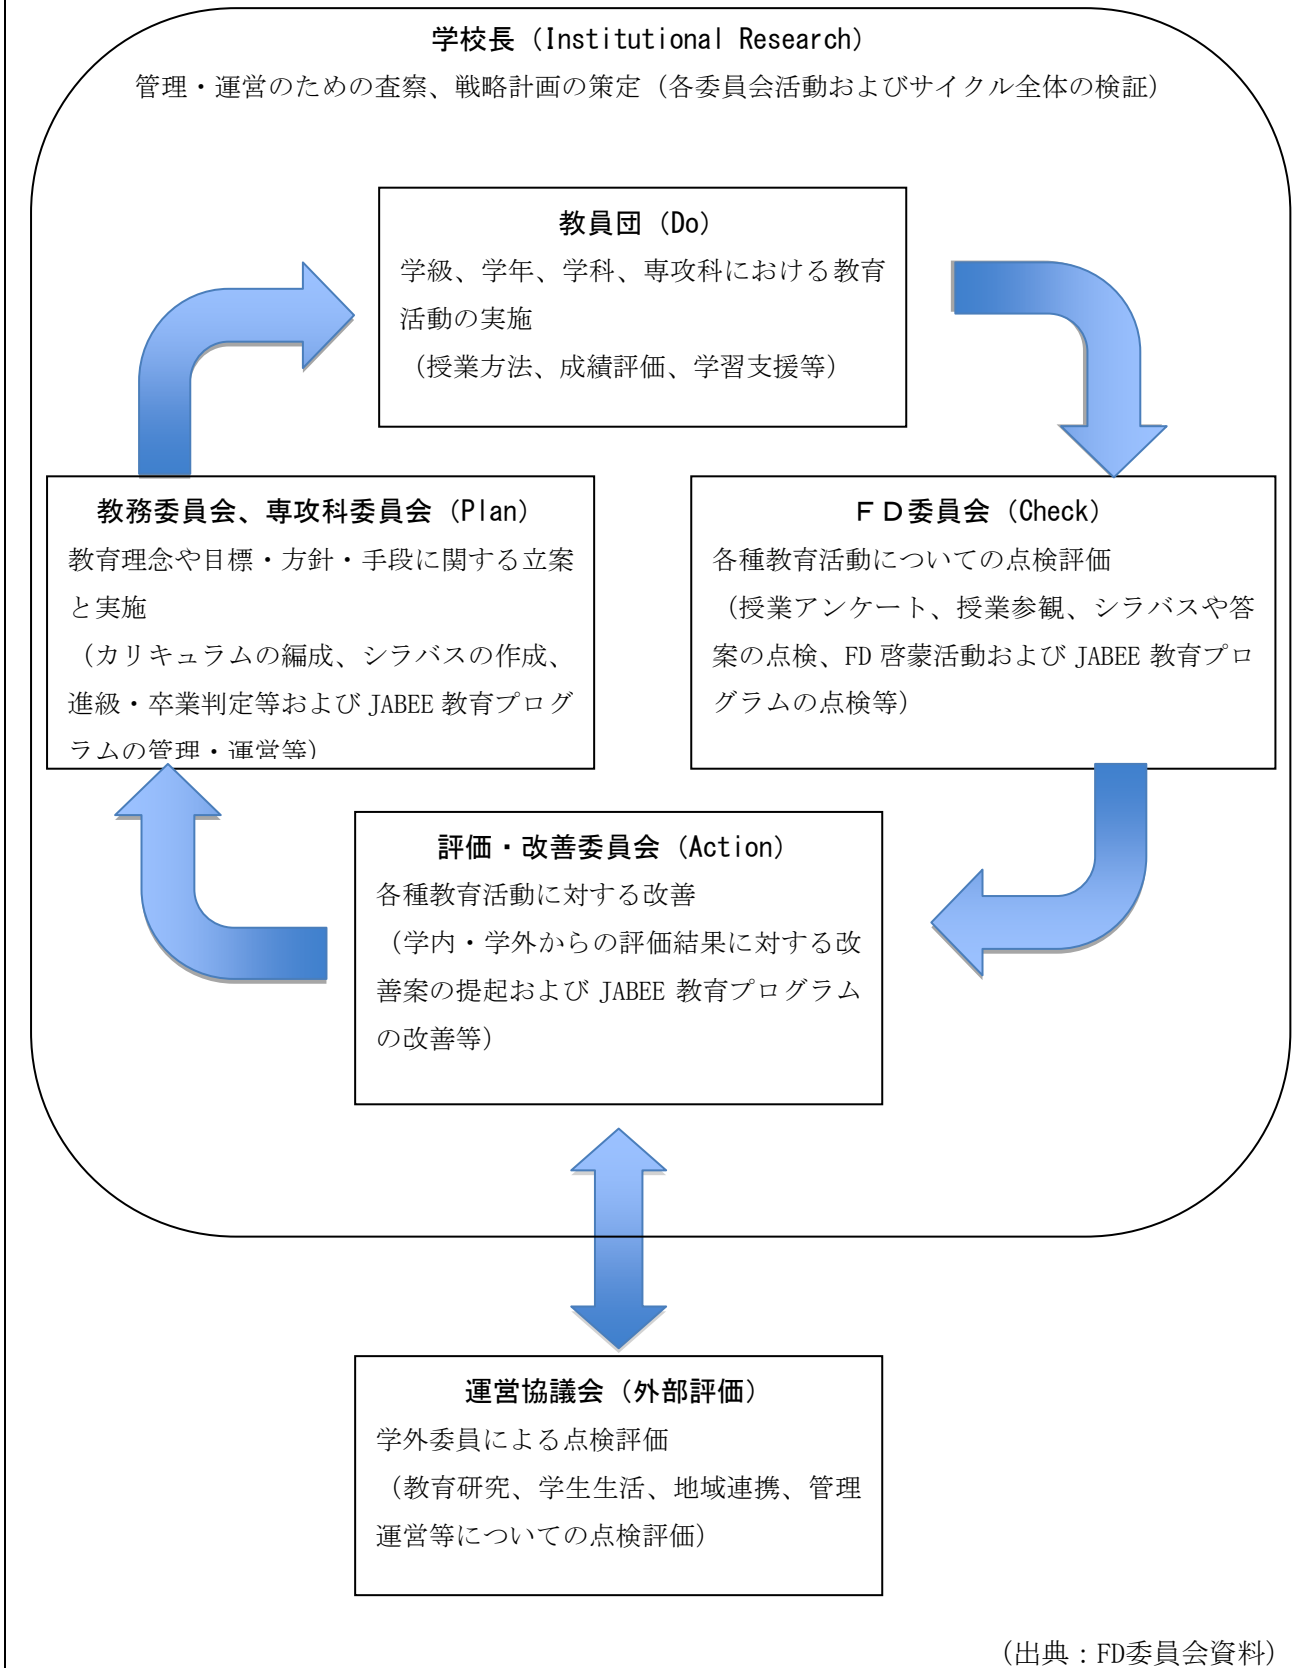 学校長（Institutional Research）
管理・運営のための査察、戦略計画の策定（各委員会活動およびサイクル全体の検証）
教員団（Do）
学級、学年、学科、専攻科における教育
活動の実施
（授業方法、成績評価、学習支援等）
教務委員会、専攻科委員会（Plan）
教育理念や目標・方針・手段に関する立案
と実施
（カリキュラムの編成、シラバスの作成、
進級・卒業判定等および JABEE 教育プログ
ラムの管理・運営等）
ＦＤ委員会（Check）
各種教育活動についての点検評価
（授業アンケート、授業参観、シラバスや答
案の点検、FD 啓蒙活動および JABEE 教育プロ
グラムの点検等）
評価・改善委員会（Action）
各種教育活動に対する改善
（学内・学外からの評価結果に対する改
善案の提起および JABEE 教育プログラム
の改善等）
運営協議会（外部評価）
学外委員による点検評価
（教育研究、学生生活、地域連携、管理
運営等についての点検評価）
（出典：FD委員会資料）